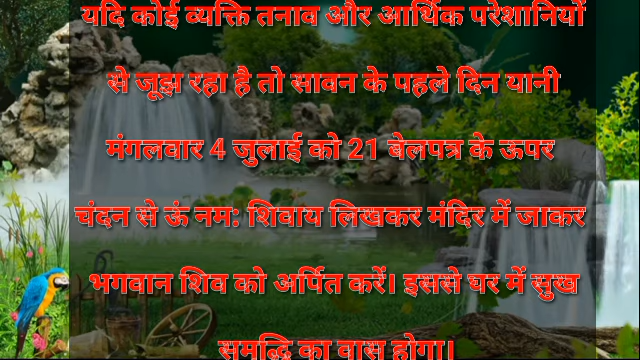 यदि कोई व्यक्ति तनाव और आर्थिक परेशानियों
से जूझ रहा है तो सावन के पहले दिन यानी
मंगलवार 4 जुलाई को 21 बेलपत्र के ऊपर
चंदन से ऊं नम: शिवाय लिखकर मंदिर में जाकर
भगवान शिव को अर्पित करें। इससे घर में सुख
समृद्धि का वास होगा।